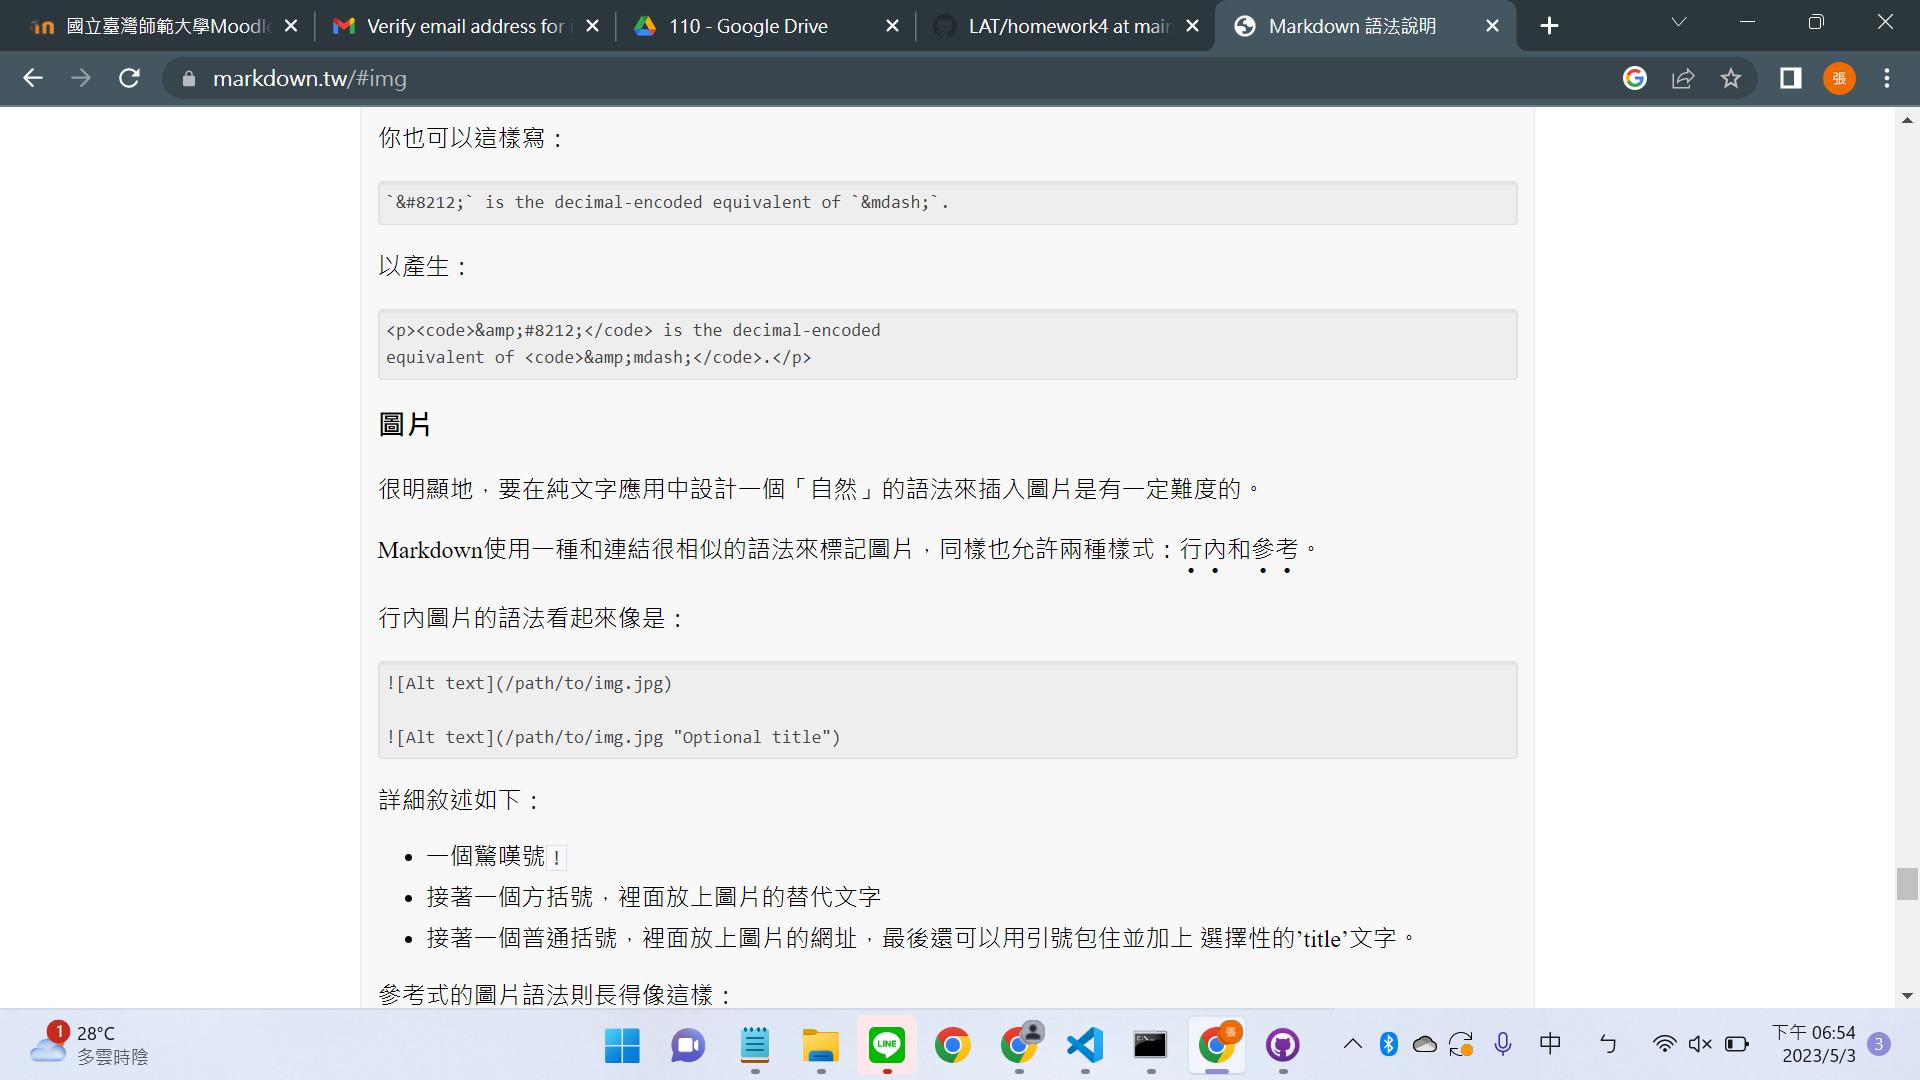 國立臺灣師範大學Moodle
Verify email address for
110 - Google Drive
LAT/homework4 at main
Markdown 語法說明
markdown.tw/#img
張
你也可以這樣寫：
`&#8212;` is the decimal-encoded equivalent of `&mdash;`.
以產生：
<p><code>&amp;#8212;</code> is the decimal-encoded
equivalent of <code>&amp;mdash;</code>.</p>
圖片
很明顯地，要在純文字應用中設計一個「自然」的語法來插入圖片是有一定難度的。
Markdown使用一種和連結很相似的語法來標記圖片，同樣也允許兩種樣式：行內和參考。
行內圖片的語法看起來像是：
![Alt text](/path/to/img.jpg)
![Alt text](/path/to/img.jpg "Optional title")
詳細敘述如下：
一個驚嘆號 !
接著一個方括號，裡面放上圖片的替代文字
接著一個普通括號，裡面放上圖片的網址，最後還可以用引號包住並加上 選擇性的’title’文字。
參考式的圖片語法則長得像這樣：
1
28°C
多雲時陰
LINE
張
中
ㄅ
下午 06:54
2023/5/3
3